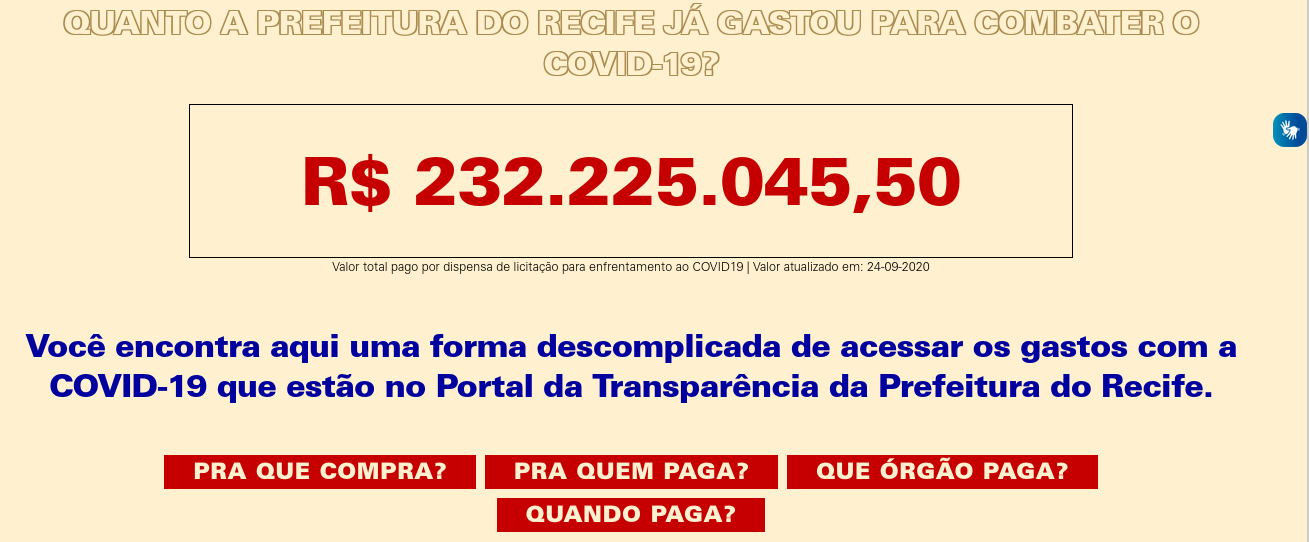 QUANTO A PREFEITURA DO RECIFE JÁ GASTOU PARA COMBATER O
COVID-19?
R$ 232.225.045,50
Valor total pago por dispensa de licitação para enfrentamento ao COVID19 | Valor atualizado em: 24-09-2020
Você encontra aqui uma forma descomplicada de acessar os gastos com a
COVID-19 que estão no Portal da Transparência da Prefeitura do Recife.
PRA QUE COMPRA?
PRA QUEM PAGA?
QUE ÓRGÃO PAGA?
QUANDO PAGA?